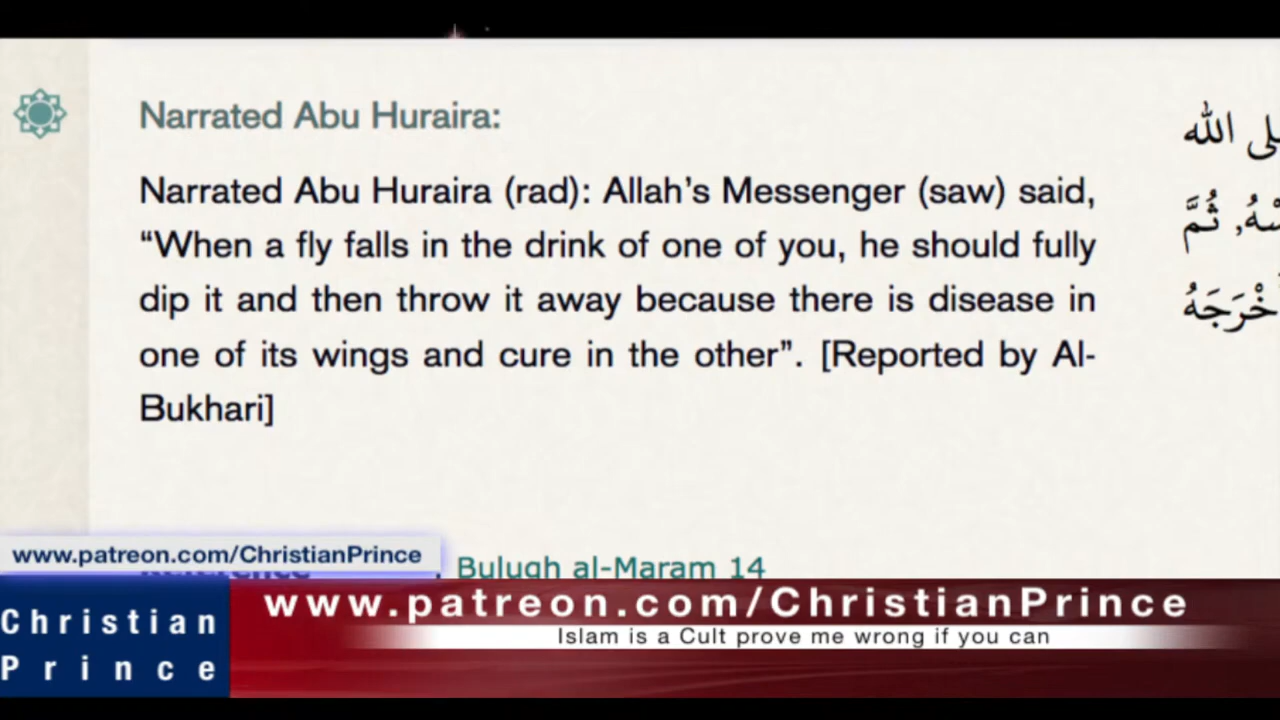 Narrated Abu Huraira:
Narrated Abu Huraira (rad): Allah’s Messenger (saw) said,
“When a fly falls in the drink of one of you, he should fully
dip it and then throw it away because there is disease in
one of its wings and cure in the other”. [Reported by Al-
Bukhari]
لى الله
ثُمَّ
www.patreon.com/ChristianPrince
Bulugh al-Maram 14
Christian
Prince
www.patreon.com/ChristianPrince
Islam is a Cult prove me wrong if you can